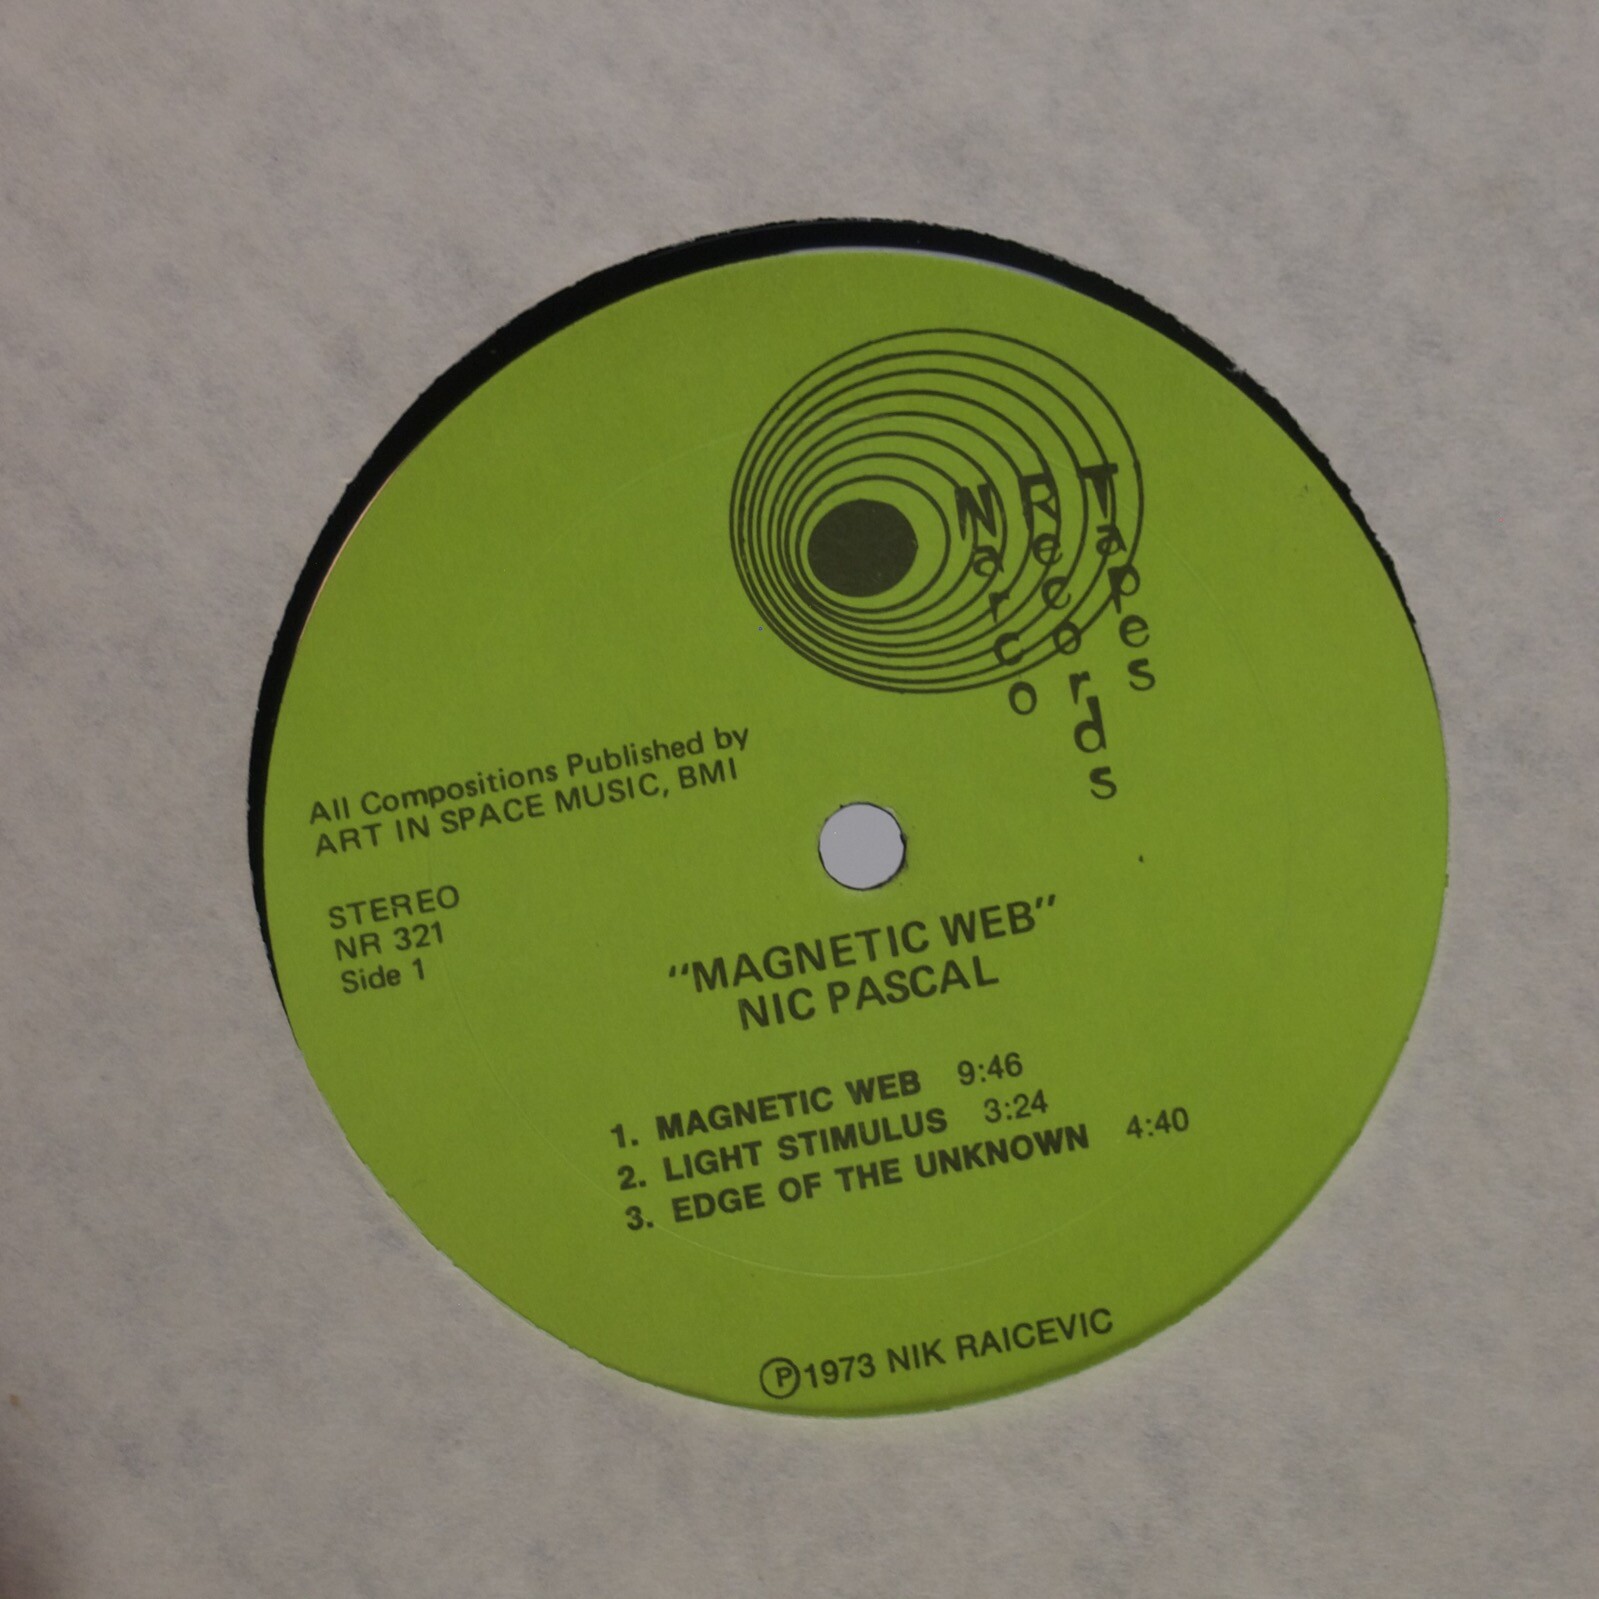 Narco
Records
Tapes
All Compositions Published by
ART IN SPACE MUSIC, BMI
STEREO
NR 321
Side 1
"MAGNETIC WEB"
NIC PASCAL
1. MAGNETIC WEB 9:46
2. LIGHT STIMULUS 3:24
3. EDGE OF THE UNKNOWN 4:40
℗1973 NIK RAICEVIC